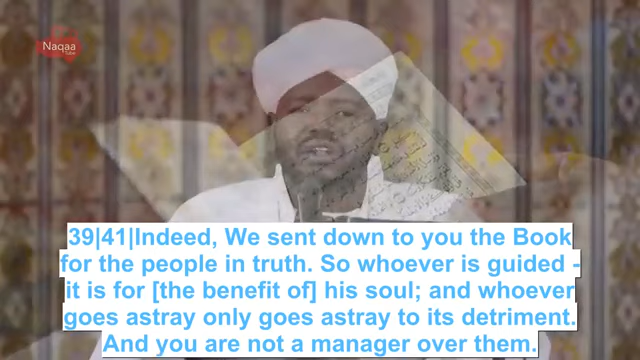 Naqaa
Tube
39|41|Indeed, We sent down to you the Book
for the people in truth. So whoever is guided -
it is for [the benefit of] his soul; and whoever
goes astray only goes astray to its detriment.
And you are not a manager over them.